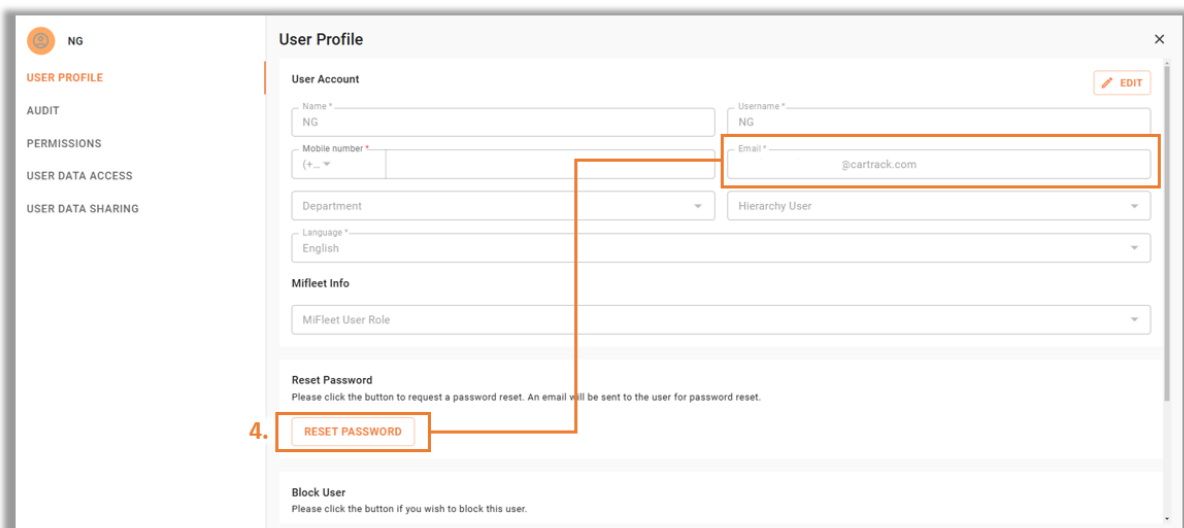 NG
USER PROFILE
AUDIT
PERMISSIONS
USER DATA ACCESS
USER DATA SHARING
User Profile
User Account
EDIT
Name *
NG
Username *
NG
Mobile number *
(+...
Email *
@cartrack.com
Department
Hierarchy User
Language *
English
Mifleet Info
MiFleet User Role
Reset Password
Please click the button to request a password reset. An email will be sent to the user for password reset.
4.
RESET PASSWORD
Block User
Please click the button if you wish to block this user.